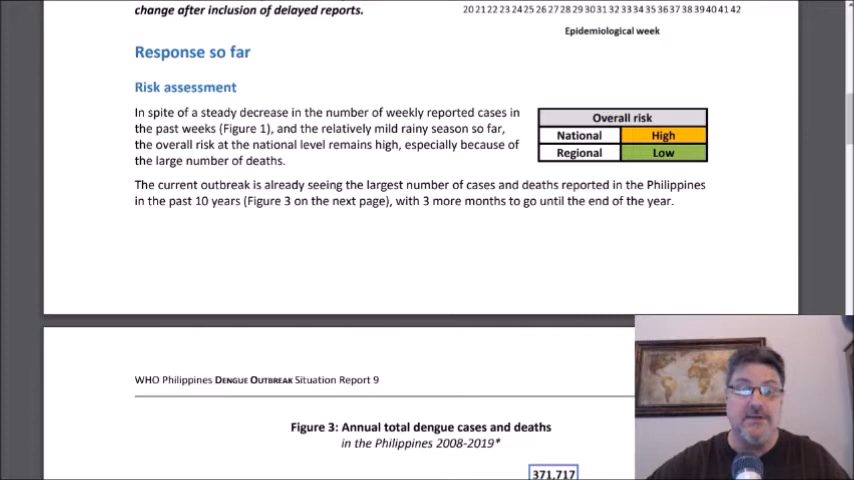 change after inclusion of delayed reports.
20 21 22 23 24 25 26 27 28 29 30 31 32 33 34 35 36 37 38 39 40 41 42
Epidemiological week
Response so far
Risk assessment
In spite of a steady decrease in the number of weekly reported cases in
the past weeks (Figure 1), and the relatively mild rainy season so far,
the overall risk at the national level remains high, especially because of
the large number of deaths.
Overall risk
National High
Regional Low
The current outbreak is already seeing the largest number of cases and deaths reported in the Philippines
in the past 10 years (Figure 3 on the next page), with 3 more months to go until the end of the year.
WHO Philippines DENGUE OUTBREAK Situation Report 9
Figure 3: Annual total dengue cases and deaths
in the Philippines 2008-2019*
371,717